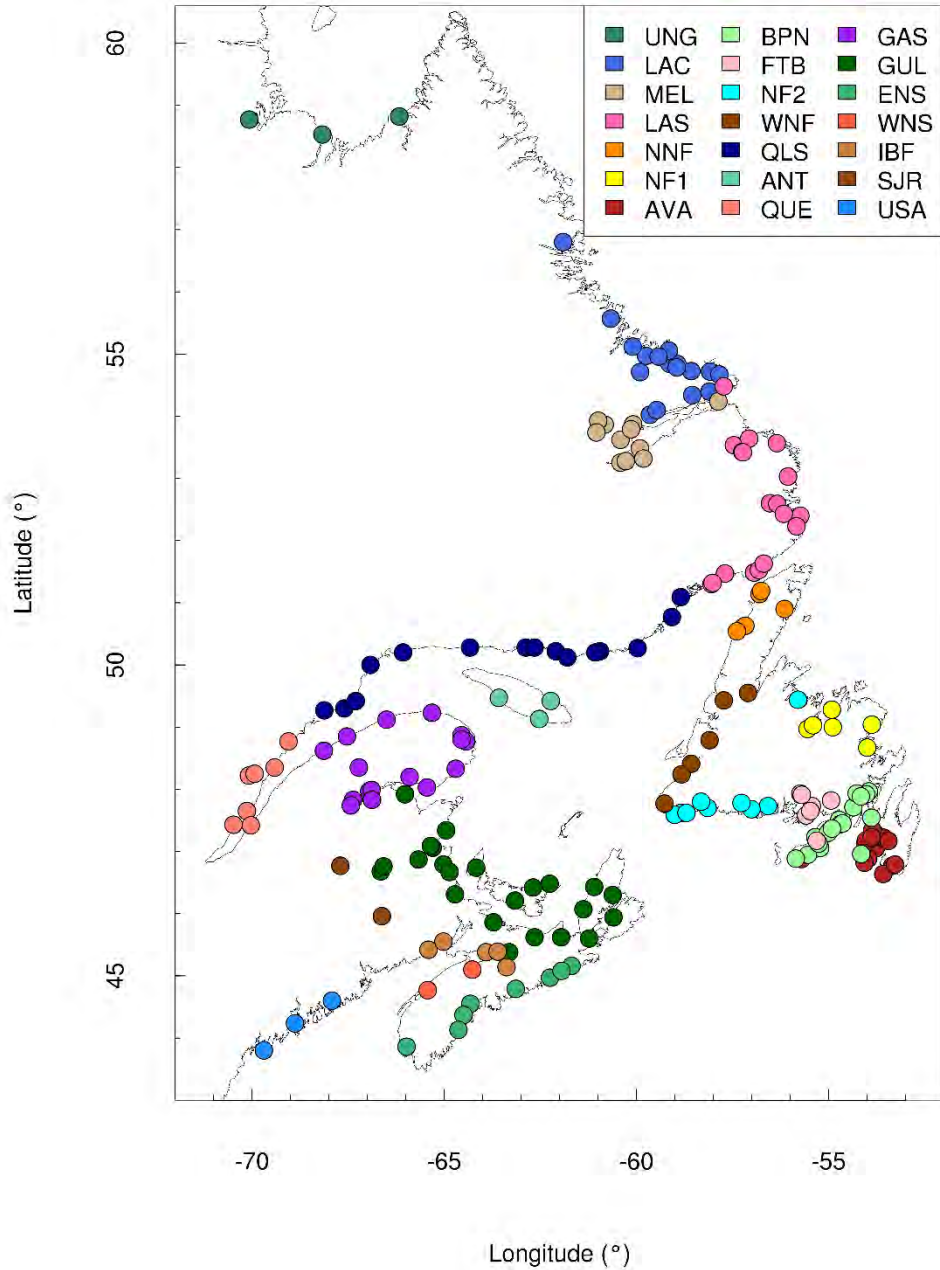 60
55
50
45
Latitude (°)
UNG BPN GAS
LAC FTB GUL
MEL NF2 ENS
LAS WNF WNS
NNF QLS IBF
NF1 ANT SJR
AVA QUE USA
-70 -65 -60 -55
Longitude (°)